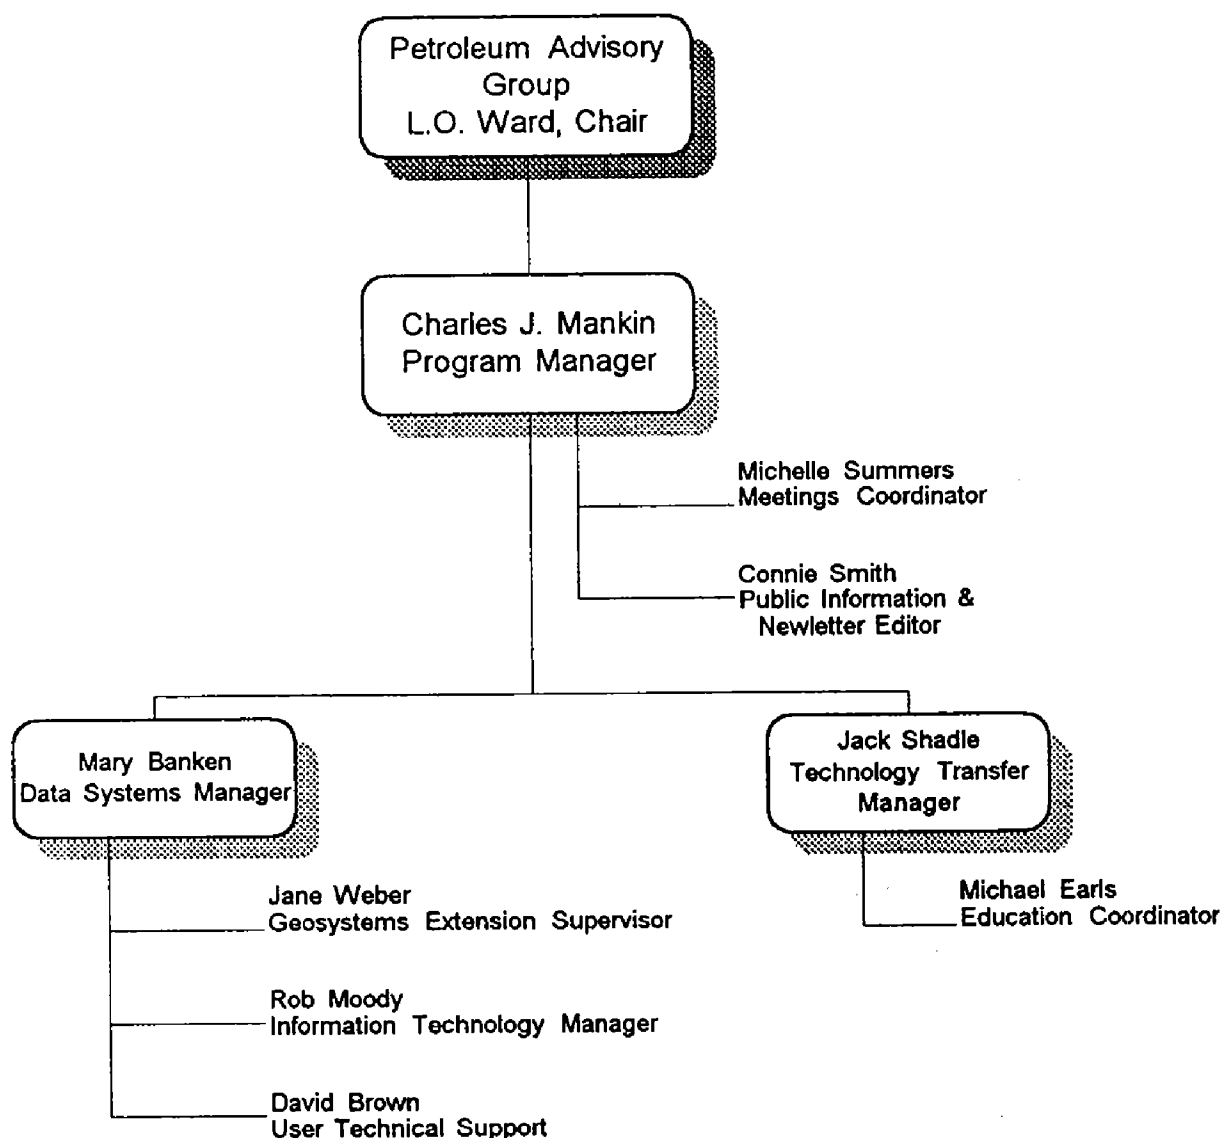 Petroleum Advisory
Group
L.O. Ward, Chair
Charles J. Mankin
Program Manager
Michelle Summers
Meetings Coordinator
Connie Smith
Public Information &
Newletter Editor
Mary Banken
Data Systems Manager
Jack Shadle
Technology Transfer
Manager
Jane Weber
Geosystems Extension Supervisor
Rob Moody
Information Technology Manager
David Brown
User Technical Support
Michael Earls
Education Coordinator